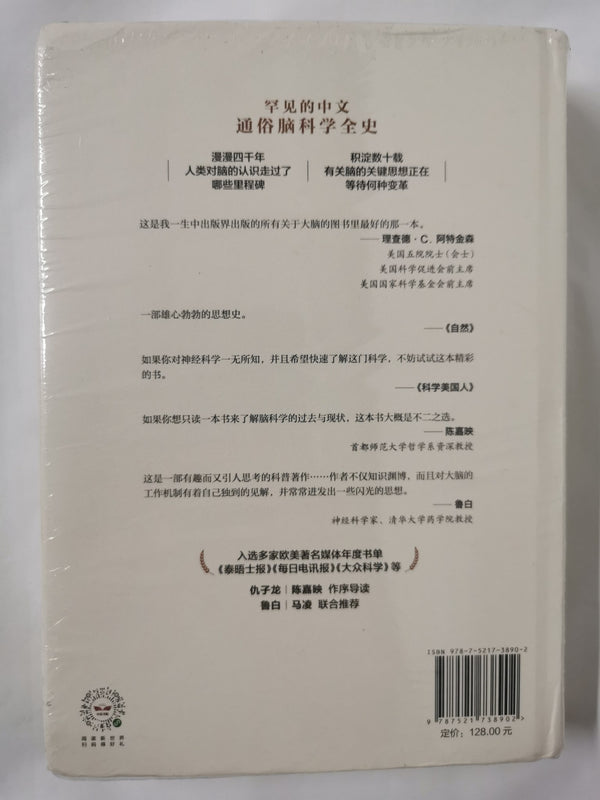 罕见的中文
通俗脑科学全史
漫漫四千年
人类对脑的认识走过了
哪些里程碑
积淀数十载
有关脑的关键思想正在
等待何种变革
这是我一生中出版界出版的所有关于大脑的图书里最好的那一本。
——理查德·C. 阿特金森
美国五院院士（会士）
美国科学促进会前主席
美国国家科学基金会前主席
一部雄心勃勃的思想史。
——《自然》
如果你对神经科学一无所知，并且希望快速了解这门科学，不妨试试这本精彩
的书。
——《科学美国人》
如果你想只读一本书来了解脑科学的过去与现状，这本书大概是不二之选。
——陈嘉映
首都师范大学哲学系资深教授
这是一部有趣而又引人思考的科普著作……作者不仅知识渊博，而且对大脑的
工作机制有着自己独到的见解，并常常迸发出一些闪光的思想。
——鲁白
神经科学家、清华大学药学院教授
入选多家欧美著名媒体年度书单
《泰晤士报》《每日电讯报》《大众科学》等
仇子龙｜陈嘉映 作序导读
鲁白｜马凌 联合推荐
ISBN 978-7-5217-3890-2
9 787521 738902 >
定价：128.00 元
扫码赢好礼